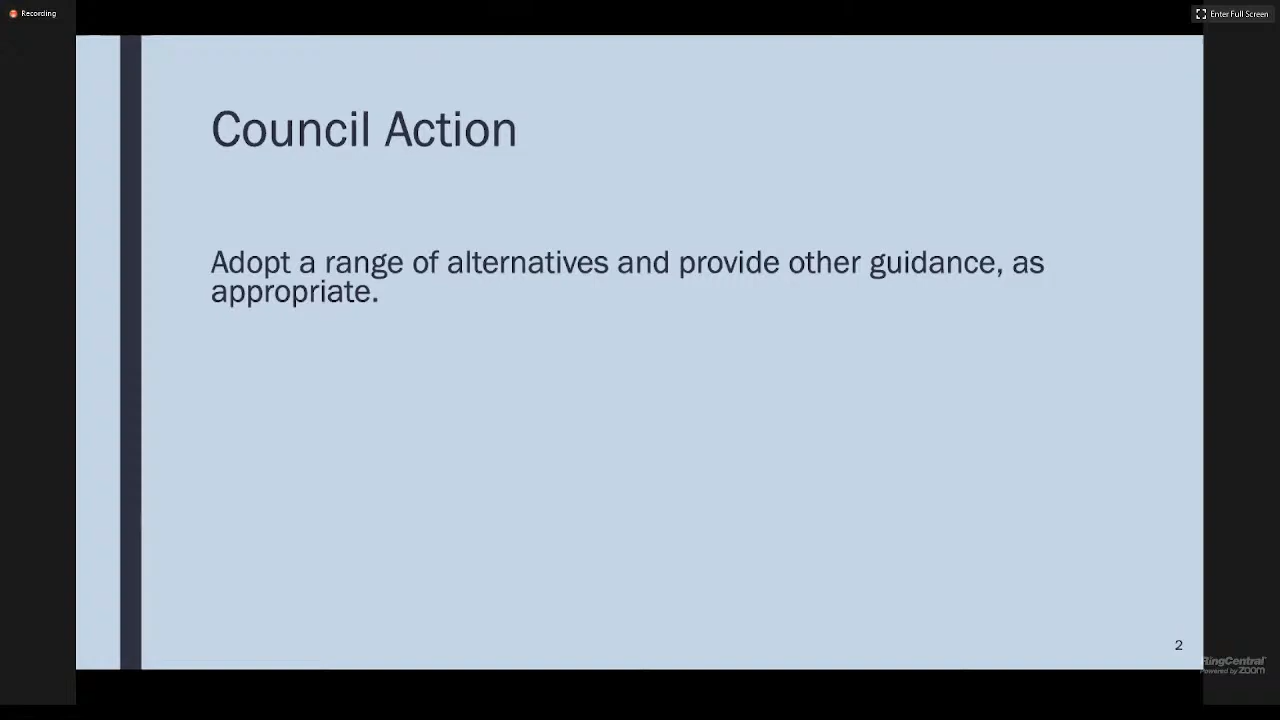 Recording
Enter Full Screen
Council Action
Adopt a range of alternatives and provide other guidance, as
appropriate.
2
RingCentral
Powered by zoom